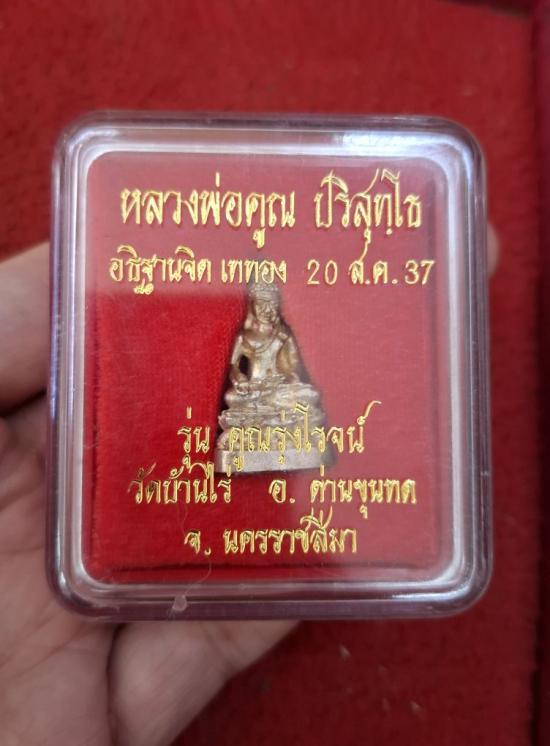 หลวงพ่อคูณ ปริสุทฺโธ
อธิฐานจิต เททอง 20 ส.ค. 37
รุ่น คูณรุ่งโรจน์
วัดบ้านไร่ อ. ด่านขุนทด
จ. นครราชสีมา